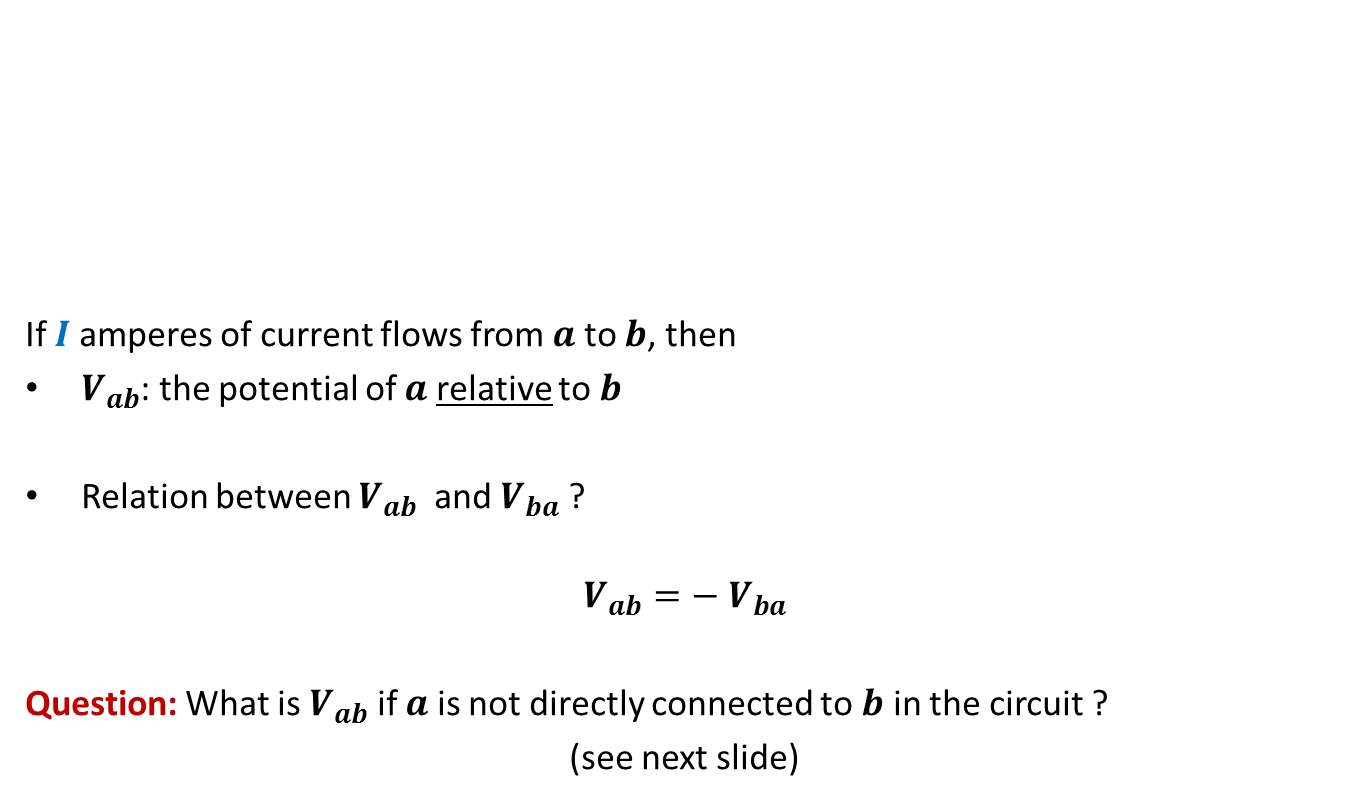 If I amperes of current flows from a to b, then
• V_ab: the potential of a relative to b
• Relation between V_ab and V_ba ?
V_ab = − V_ba
Question: What is V_ab if a is not directly connected to b in the circuit ?
(see next slide)